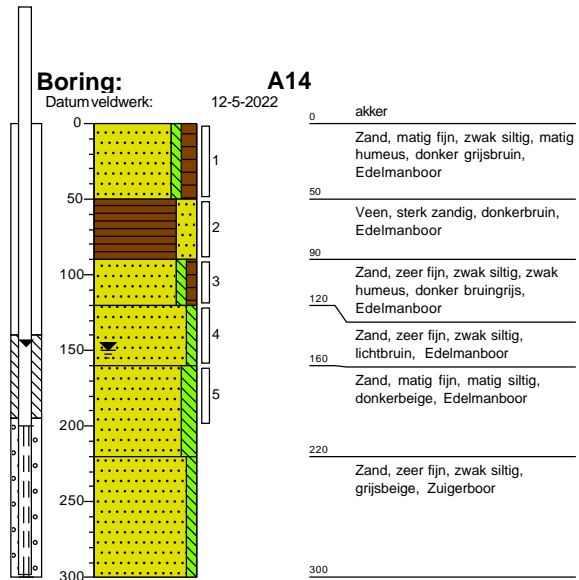 Boring: A14
Datum veldwerk: 12-5-2022
0
50
100
150
200
250
300
1
2
3
4
5
0 akker
Zand, matig fijn, zwak siltig, matig
humeus, donker grijsbruin,
Edelmanboor
50
Veen, sterk zandig, donkerbruin,
Edelmanboor
90
Zand, zeer fijn, zwak siltig, zwak
humeus, donker bruingrijs,
Edelmanboor
120
Zand, zeer fijn, zwak siltig,
lichtbruin, Edelmanboor
160
Zand, matig fijn, matig siltig,
donkerbeige, Edelmanboor
220
Zand, zeer fijn, zwak siltig,
grijsbeige, Zuigerboor
300